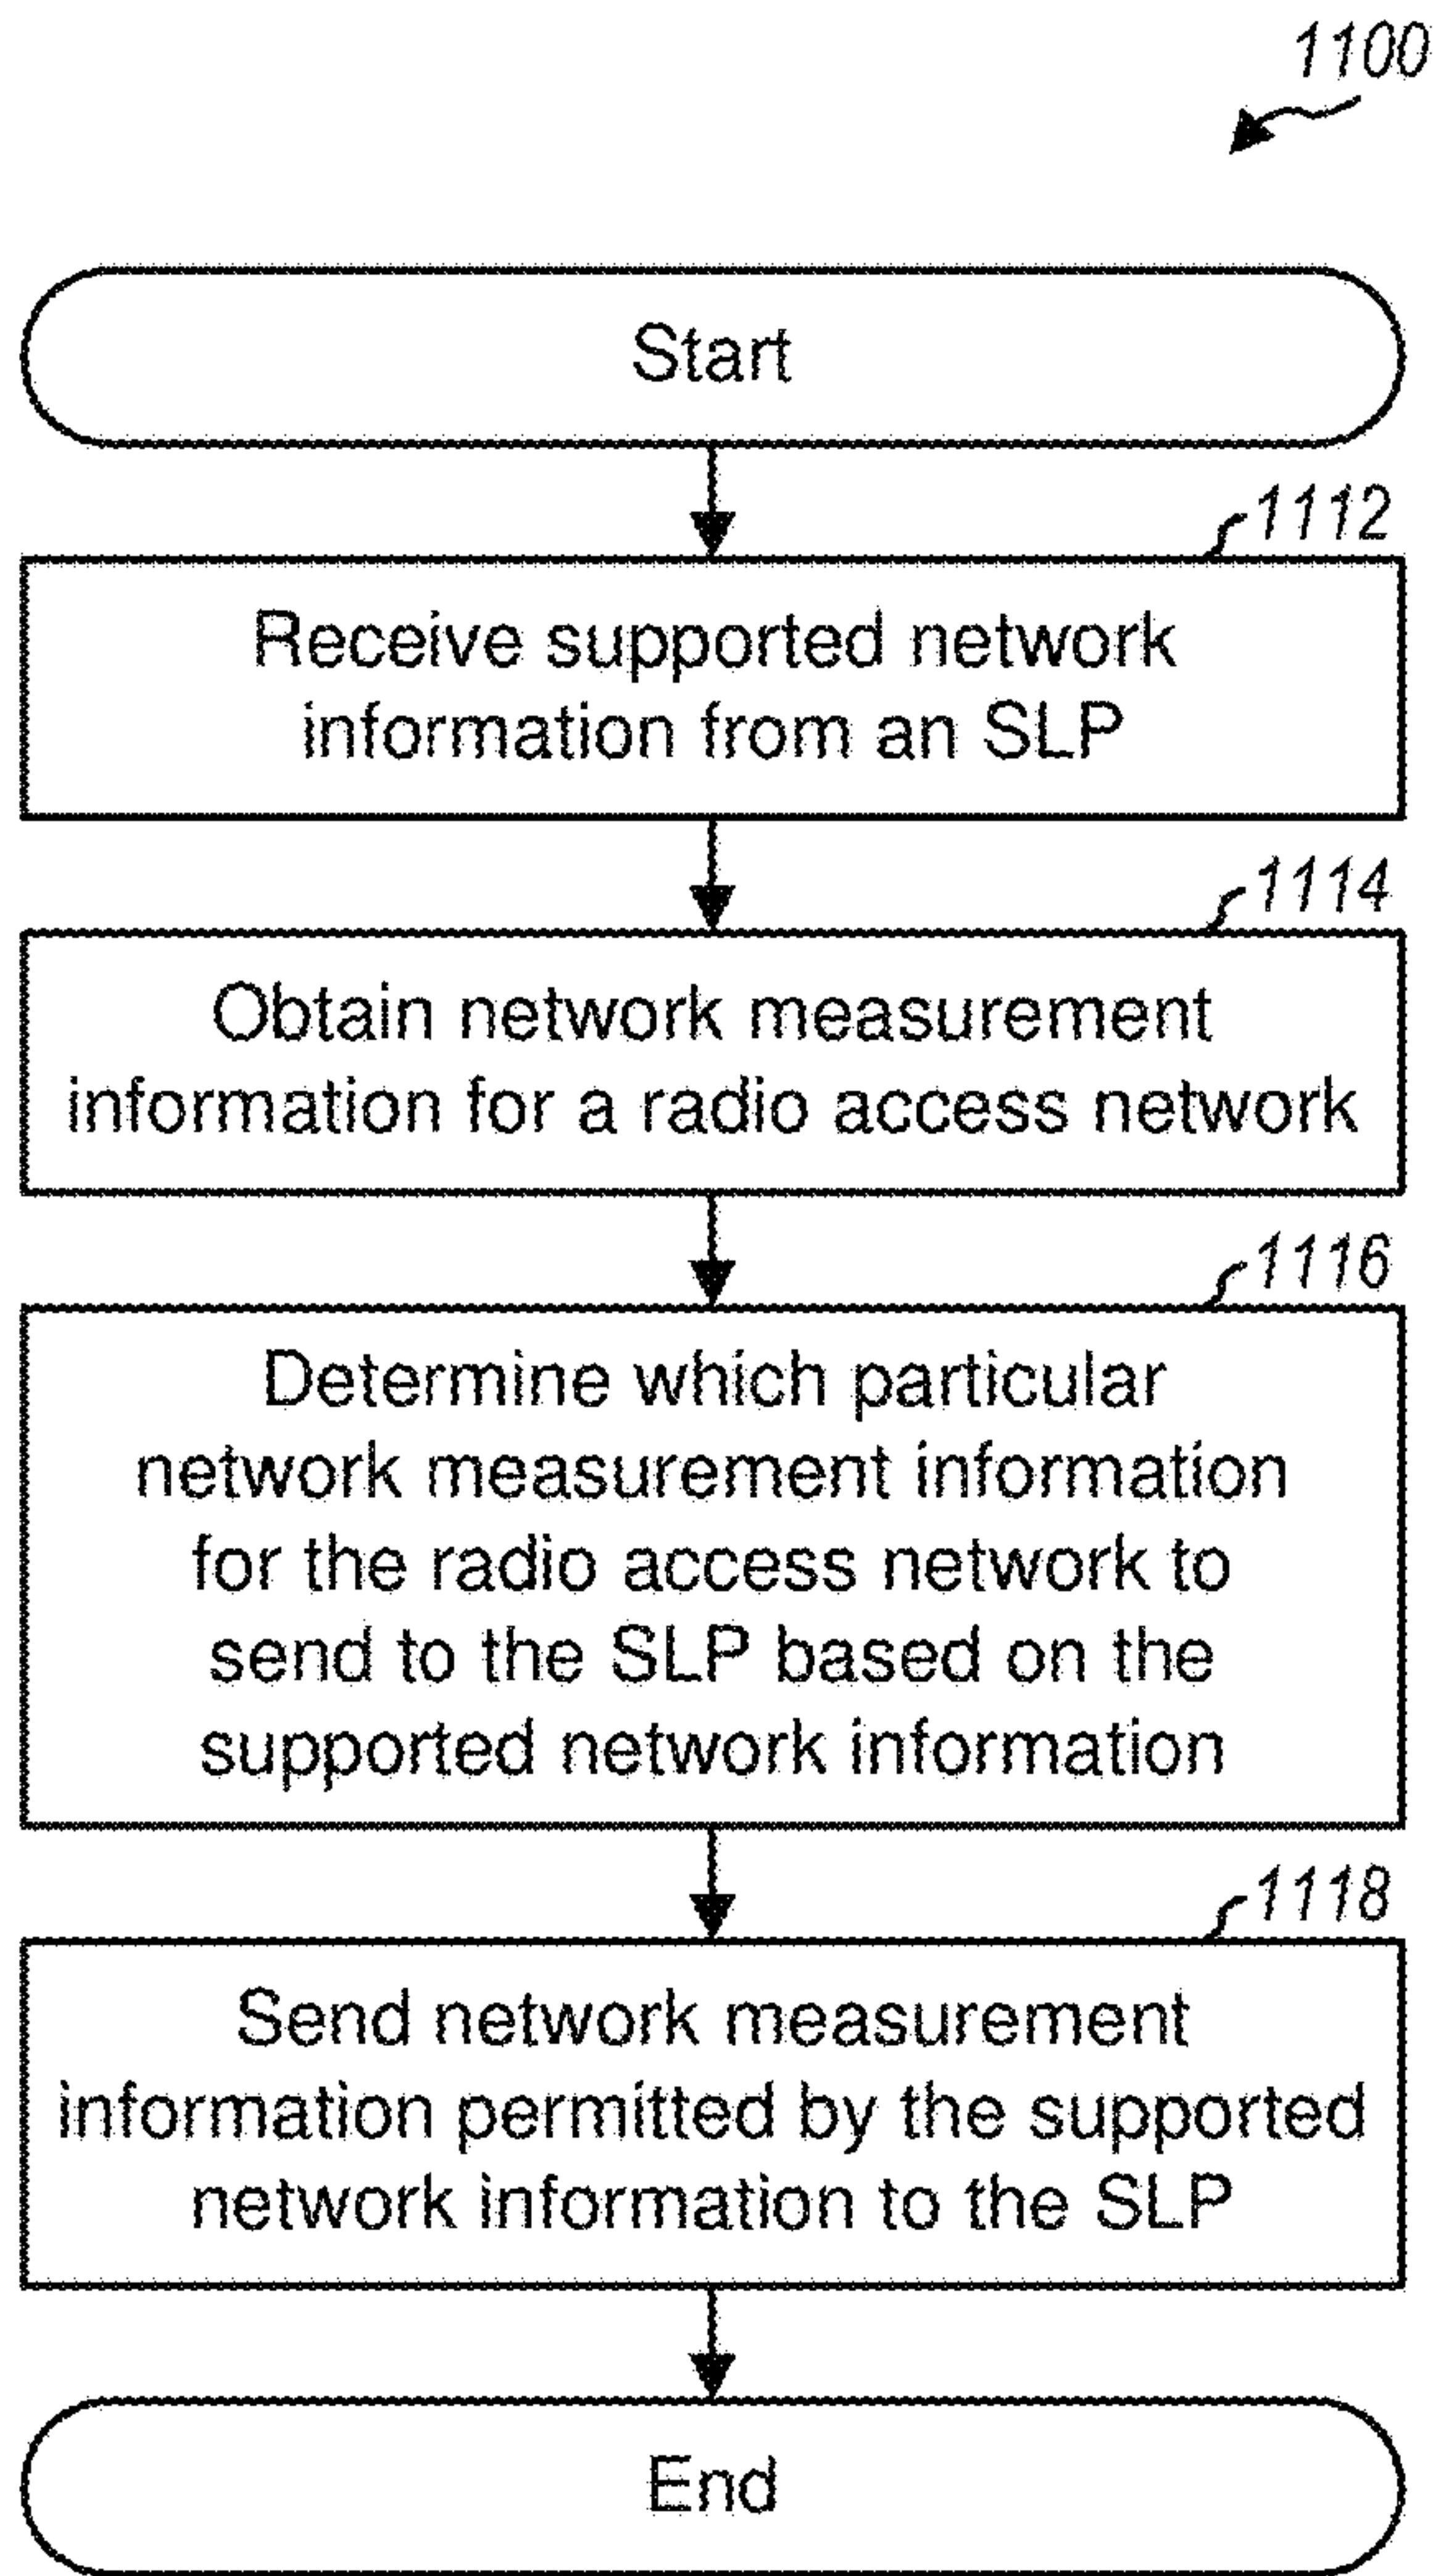 1100
Start
1112
Receive supported network
information from an SLP
1114
Obtain network measurement
information for a radio access network
1116
Determine which particular
network measurement information
for the radio access network to
send to the SLP based on the
supported network information
1118
Send network measurement
information permitted by the supported
network information to the SLP
End